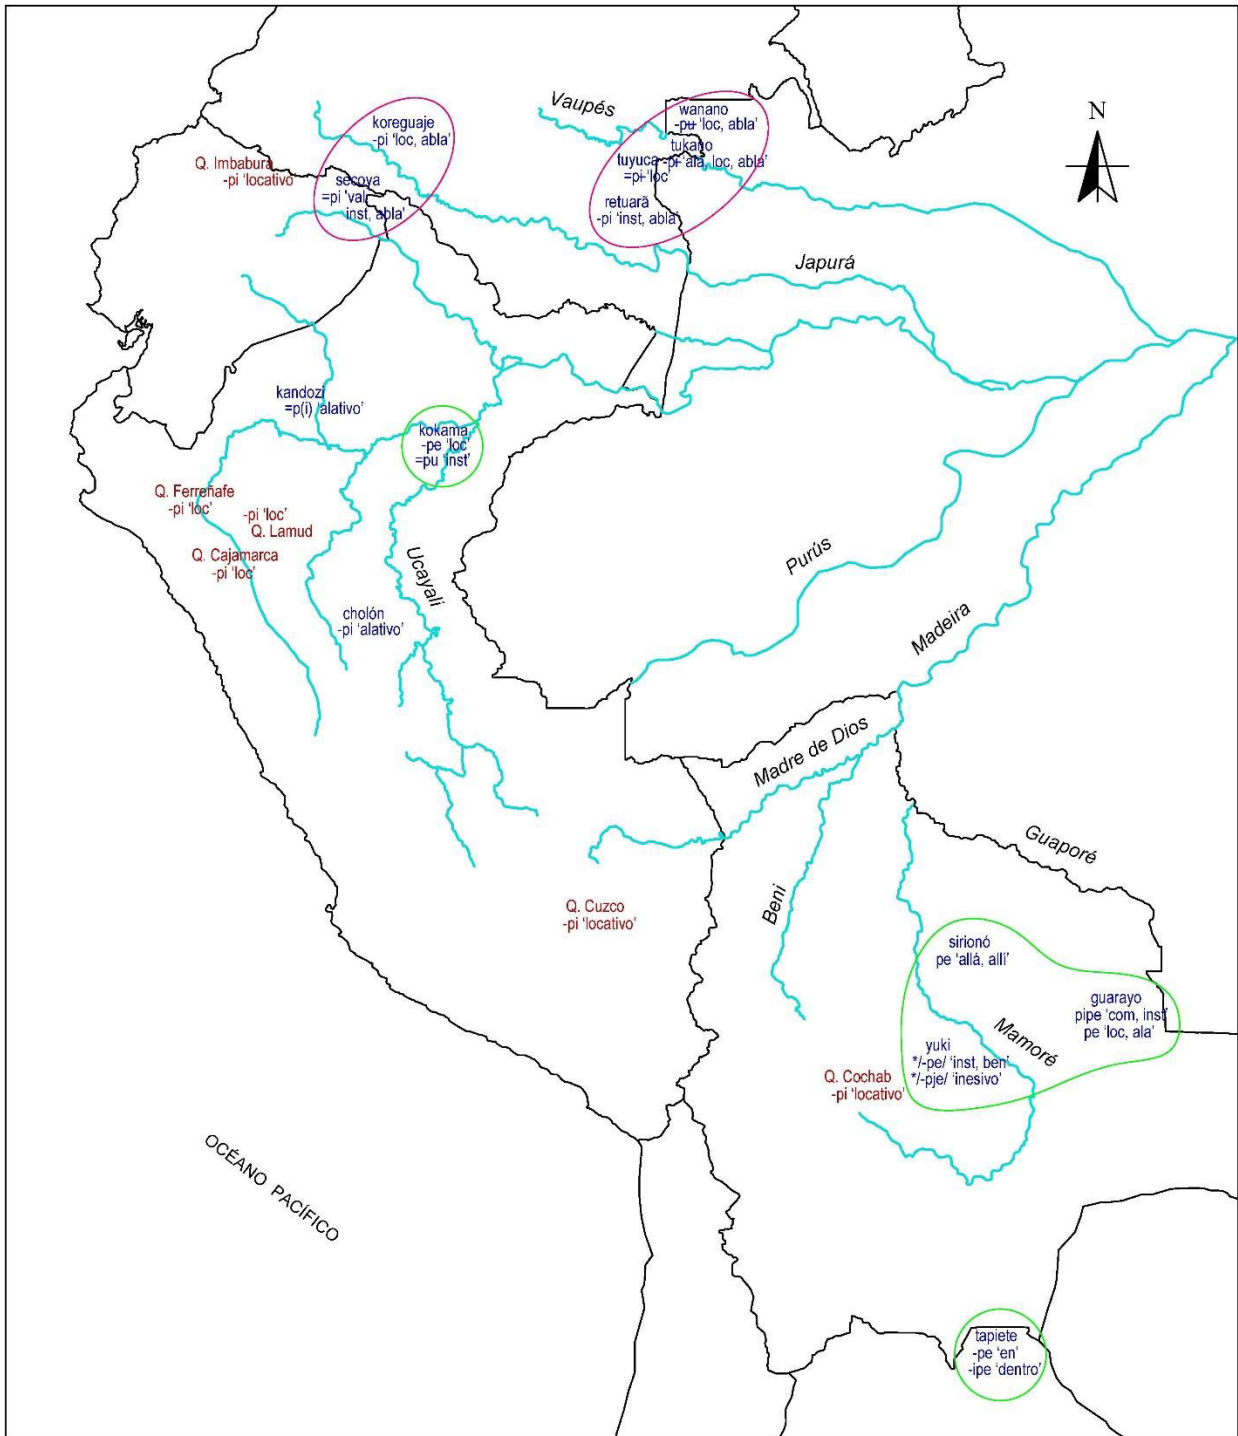 Vaupés
wanano
-pʉ 'loc, abla'
tukano
-pɨ 'ala, loc, abla'
tuyuca
=pɨ 'loc'
retuarã
-pi 'inst, abla'
koreguaje
-pi 'loc, abla'
Q. Imbabura
-pi 'locativo'
secoya
=pi 'val,
inst, abla'
N
Japurá
kandozi
=p(i) 'alativo'
kokama
-pe 'loc'
=pu 'inst'
Q. Ferreñafe
-pi 'loc'
-pi 'loc'
Q. Lamud
Q. Cajamarca
-pi 'loc'
Ucayali
cholón
-pi 'alativo'
Purús
Madeira
Madre de Dios
Beni
Guaporé
Q. Cuzco
-pi 'locativo'
sirionó
pe 'allá, allí'
guarayo
pipe 'com, inst'
pe 'loc, ala'
Mamoré
yuki
*/-pe/ 'inst, ben'
*/-pje/ 'inesivo'
Q. Cochab
-pi 'locativo'
OCÉANO PACÍFICO
tapiete
-pe 'en'
-ipe 'dentro'